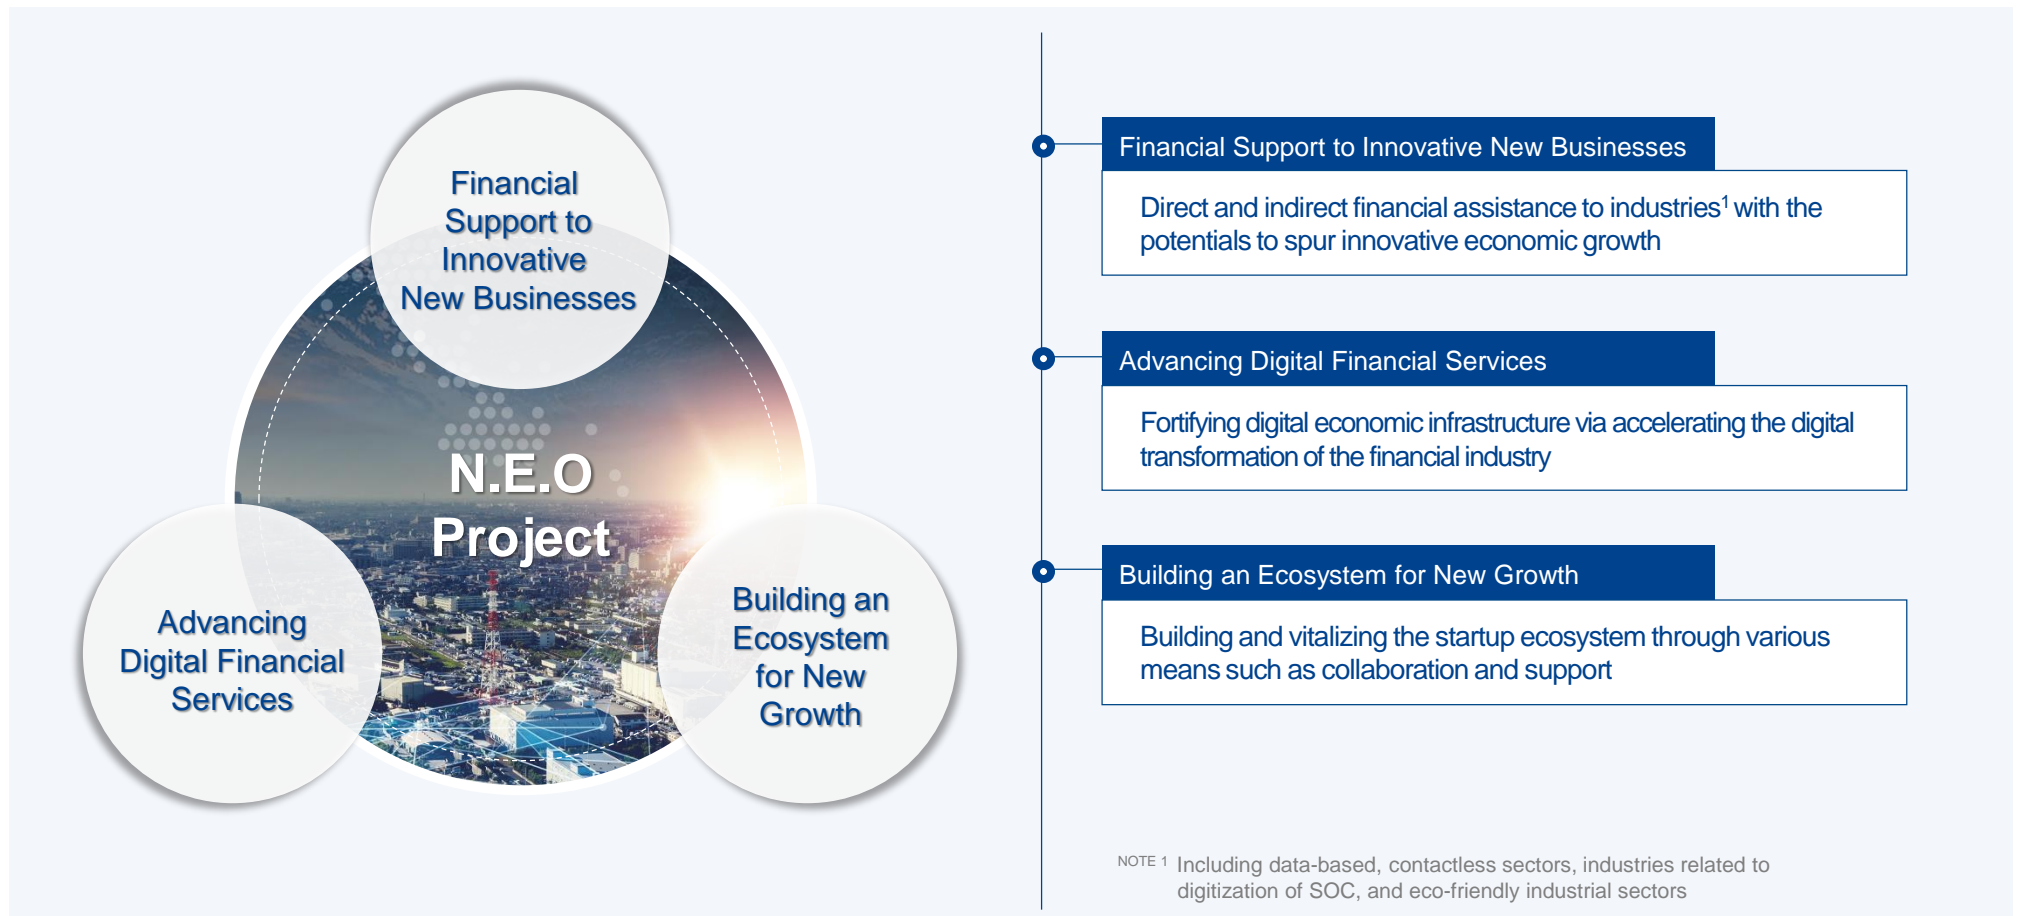 Financial
Support to
Innovative
New Businesses
N.E.O
Project
Advancing
Digital Financial
Services
Building an
Ecosystem
for New
Growth
Financial Support to Innovative New Businesses
Direct and indirect financial assistance to industries¹ with the
potentials to spur innovative economic growth
Advancing Digital Financial Services
Fortifying digital economic infrastructure via accelerating the digital
transformation of the financial industry
Building an Ecosystem for New Growth
Building and vitalizing the startup ecosystem through various
means such as collaboration and support
NOTE 1 Including data-based, contactless sectors, industries related to
digitization of SOC, and eco-friendly industrial sectors